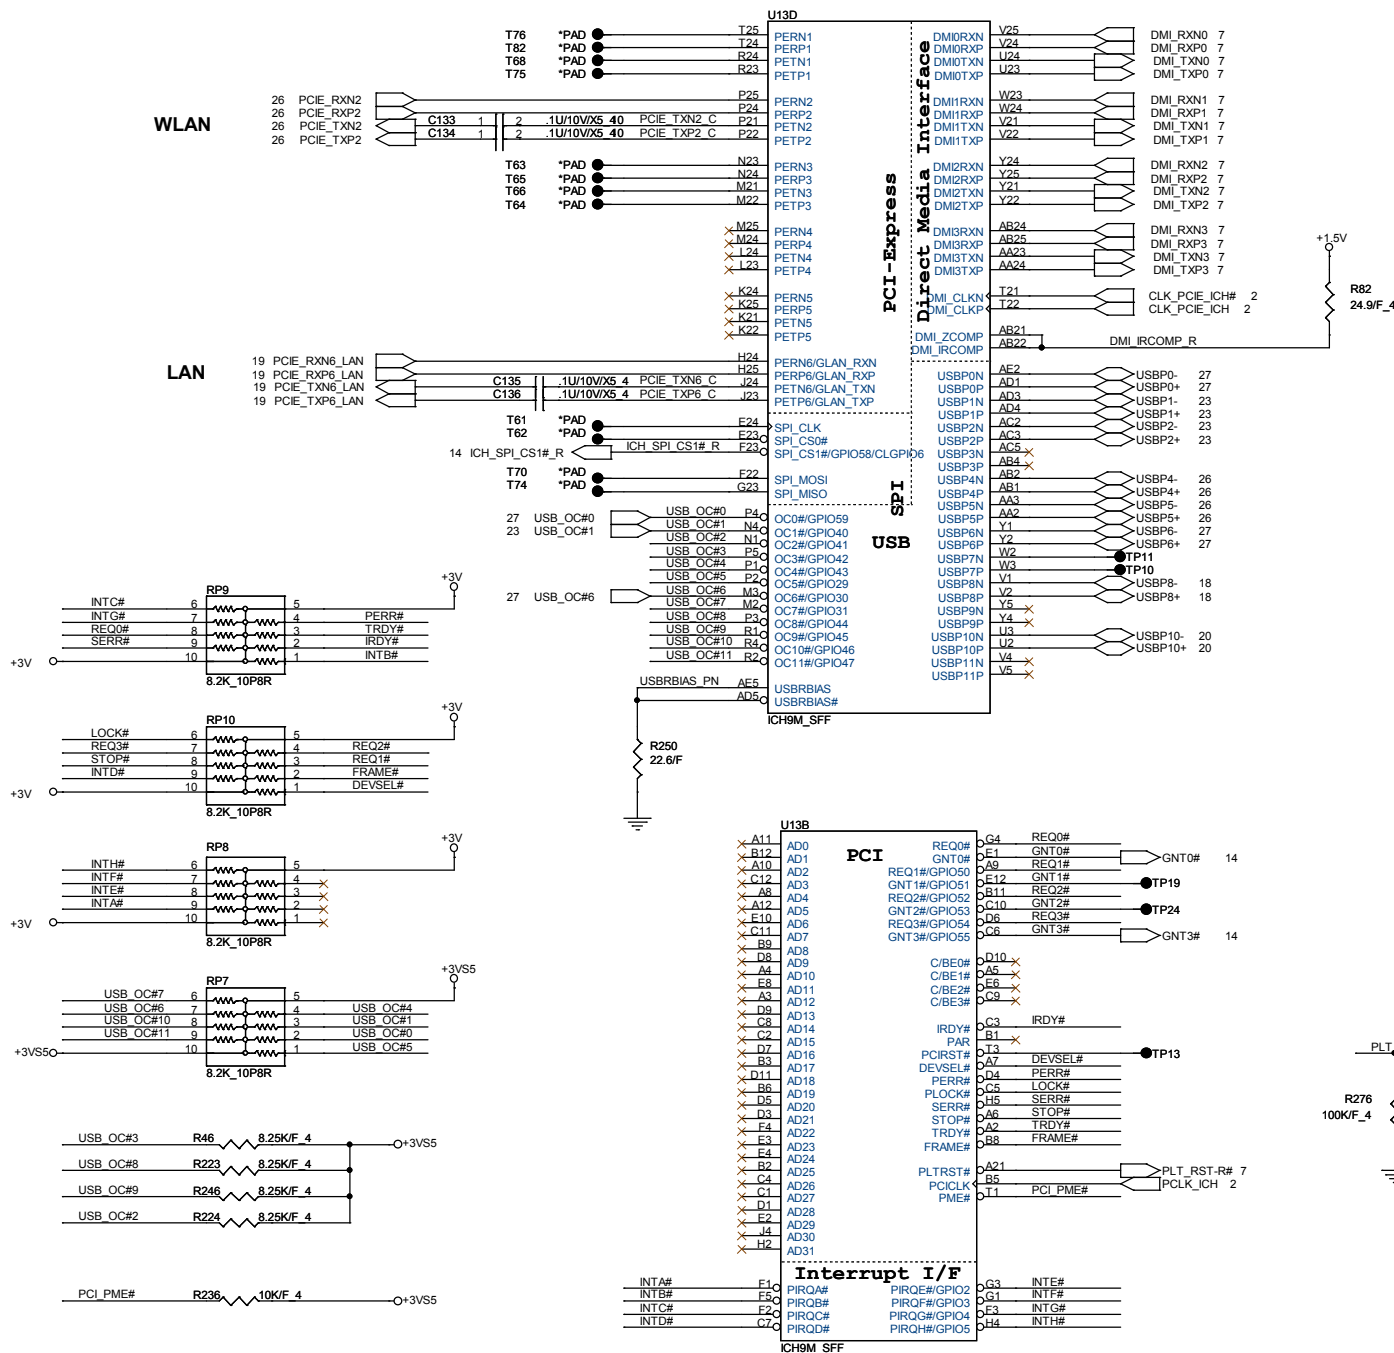 U13D
T76 *PAD T25 PERN1 DMI0RXN V25 DMI_RXN0 7
T82 *PAD T24 PERP1 DMI0RXP V24 DMI_RXP0 7
T68 *PAD R24 PETN1 DMI0TXN U24 DMI_TXN0 7
T75 *PAD R23 PETP1 DMI0TXP U23 DMI_TXP0 7
WLAN
26 PCIE_RXN2 P25 PERN2 DMI1RXN W23 DMI_RXN1 7
26 PCIE_RXP2 P24 PERP2 DMI1RXP W24 DMI_RXP1 7
26 PCIE_TXN2 C133 1 2 .1U/10V/X5_40 PCIE_TXN2_C P21 PETN2 DMI1TXN V21 DMI_TXN1 7
26 PCIE_TXP2 C134 1 2 .1U/10V/X5_40 PCIE_TXP2_C P22 PETP2 DMI1TXP V22 DMI_TXP1 7
T63 *PAD N23 PERN3 DMI2RXN Y24 DMI_RXN2 7
T65 *PAD N24 PERP3 DMI2RXP Y25 DMI_RXP2 7
T66 *PAD M21 PETN3 DMI2TXN Y21 DMI_TXN2 7
T64 *PAD M22 PETP3 DMI2TXP Y22 DMI_TXP2 7
PCI-Express
Direct Media Interface
M25 PERN4 DMI3RXN AB24 DMI_RXN3 7
M24 PERP4 DMI3RXP AB25 DMI_RXP3 7
L24 PETN4 DMI3TXN AA23 DMI_TXN3 7
L23 PETP4 DMI3TXP AA24 DMI_TXP3 7
+1.5V
R82
24.9/F_4
K24 PERN5 DMI_CLKN T21 CLK_PCIE_ICH# 2
K25 PERP5 DMI_CLKP T22 CLK_PCIE_ICH 2
K21 PETN5
K22 PETP5 DMI_ZCOMP AB21
DMI_IRCOMP AB22 DMI_IRCOMP_R
LAN
19 PCIE_RXN6_LAN H24 PERN6/GLAN_RXN
19 PCIE_RXP6_LAN H25 PERP6/GLAN_RXP USBP0N AE2 USBP0- 27
19 PCIE_TXN6_LAN C135 .1U/10V/X5_4 PCIE_TXN6_C J24 PETN6/GLAN_TXN USBP0P AD1 USBP0+ 27
19 PCIE_TXP6_LAN C136 .1U/10V/X5_4 PCIE_TXP6_C J23 PETP6/GLAN_TXP USBP1N AD3 USBP1- 23
USBP1P AD4 USBP1+ 23
T61 *PAD E24 SPI_CLK USBP2N AC2 USBP2- 23
T62 *PAD E23 SPI_CS0# USBP2P AC3 USBP2+ 23
14 ICH_SPI_CS1#_R ICH_SPI_CS1#_R F23 SPI_CS1#/GPIO58/CLGPIO6 USBP3N AC5
USBP3P AB4
T70 *PAD F22 SPI_MOSI USBP4N AB2 USBP4- 26
T74 *PAD G23 SPI_MISO USBP4P AB1 USBP4+ 26
SPI
USBP5N AA3 USBP5- 26
27 USB_OC#0 USB_OC#0 P4 OC0#/GPIO59 USBP5P AA2 USBP5+ 26
23 USB_OC#1 USB_OC#1 N4 OC1#/GPIO40 USBP6N Y1 USBP6- 27
USB_OC#2 N1 OC2#/GPIO41 USB USBP6P Y2 USBP6+ 27
USB_OC#3 P5 OC3#/GPIO42 USBP7N W2 TP11
USB_OC#4 P1 OC4#/GPIO43 USBP7P W3 TP10
USB_OC#5 P2 OC5#/GPIO29 USBP8N V1 USBP8- 18
27 USB_OC#6 USB_OC#6 M3 OC6#/GPIO30 USBP8P V2 USBP8+ 18
USB_OC#7 M2 OC7#/GPIO31 USBP9N Y5
USB_OC#8 P3 OC8#/GPIO44 USBP9P Y4
USB_OC#9 R1 OC9#/GPIO45 USBP10N U3 USBP10- 20
USB_OC#10 R4 OC10#/GPIO46 USBP10P U2 USBP10+ 20
USB_OC#11 R2 OC11#/GPIO47 USBP11N V4
USBP11P V5
USBRBIAS_PN AE5 USBRBIAS
AD5 USBRBIAS#
ICH9M_SFF
R250
22.6/F
RP9 +3V
INTC# 6 5
INTG# 7 4 PERR#
REQ0# 8 3 TRDY#
SERR# 9 2 IRDY#
+3V 10 1 INTB#
8.2K_10P8R
RP10 +3V
LOCK# 6 5
REQ3# 7 4 REQ2#
STOP# 8 3 REQ1#
INTD# 9 2 FRAME#
+3V 10 1 DEVSEL#
8.2K_10P8R
RP8 +3V
INTH# 6 5
INTF# 7 4
INTE# 8 3
INTA# 9 2
+3V 10 1
8.2K_10P8R
RP7 +3VS5
USB_OC#7 6 5
USB_OC#6 7 4 USB_OC#4
USB_OC#10 8 3 USB_OC#1
USB_OC#11 9 2 USB_OC#0
+3VS5 10 1 USB_OC#5
8.2K_10P8R
USB_OC#3 R46 8.25K/F_4 +3VS5
USB_OC#8 R223 8.25K/F_4
USB_OC#9 R246 8.25K/F_4
USB_OC#2 R224 8.25K/F_4
PCI_PME# R236 10K/F_4 +3VS5
U13B
PCI
A11 AD0 REQ0# G4 REQ0#
B12 AD1 GNT0# E1 GNT0# GNT0# 14
A10 AD2 REQ1#/GPIO50 A9 REQ1#
C12 AD3 GNT1#/GPIO51 E12 GNT1# TP19
A8 AD4 REQ2#/GPIO52 B11 REQ2#
A12 AD5 GNT2#/GPIO53 C10 GNT2# TP24
E10 AD6 REQ3#/GPIO54 D6 REQ3#
C11 AD7 GNT3#/GPIO55 C6 GNT3# GNT3# 14
B9 AD8
D8 AD9 C/BE0# D10
A4 AD10 C/BE1# A5
E8 AD11 C/BE2# E6
A3 AD12 C/BE3# C9
D9 AD13
C8 AD14 IRDY# C3 IRDY#
C2 AD15 PAR B1
D7 AD16 PCIRST# T3 TP13
B3 AD17 DEVSEL# A7 DEVSEL#
D11 AD18 PERR# D4 PERR#
B6 AD19 PLOCK# C5 LOCK#
D5 AD20 SERR# H5 SERR#
D3 AD21 STOP# A6 STOP#
F4 AD22 TRDY# A2 TRDY#
E3 AD23 FRAME# B8 FRAME#
E4 AD24
B2 AD25 PLTRST# A21 PLT_RST-R# 7
C4 AD26 PCICLK B5 PCLK_ICH 2
C1 AD27 PME# T1 PCI_PME#
D1 AD28
E2 AD29
J4 AD30
H2 AD31
Interrupt I/F
INTA# F1 PIRQA# PIRQE#/GPIO2 G3 INTE#
INTB# F5 PIRQB# PIRQF#/GPIO3 G1 INTF#
INTC# F2 PIRQC# PIRQG#/GPIO4 F3 INTG#
INTD# C7 PIRQD# PIRQH#/GPIO5 H4 INTH#
ICH9M_SFF
PLT
R276
100K/F_4